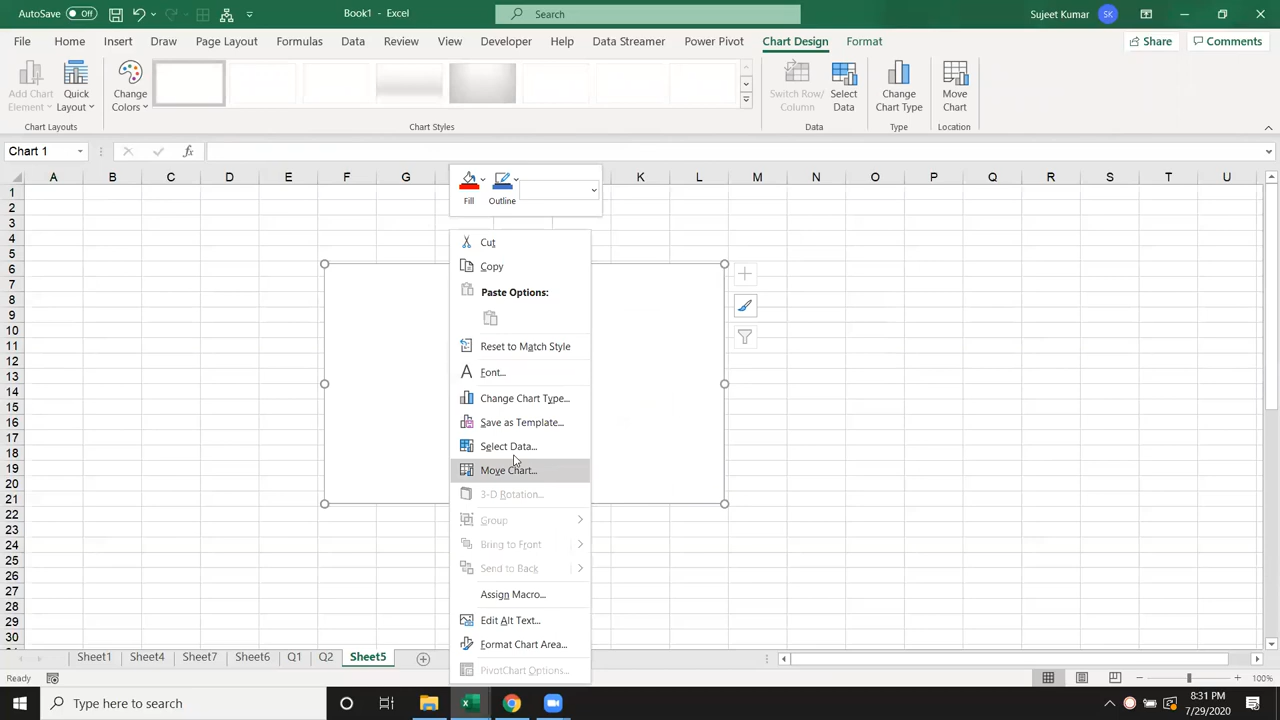 AutoSave Off Book1 - Excel Search Sujeet Kumar SK
File Home Insert Draw Page Layout Formulas Data Review View Developer Help Data Streamer Power Pivot Chart Design Format Share Comments
Add Chart Element Quick Layout Change Colors Switch Row/ Column Select Data Change Chart Type Move Chart
Chart Layouts Chart Styles Data Type Location
Chart 1 fx
A B C D E F G K L M N O P Q R S T U
Fill Outline
1
2
3
4
5
6
7
8
9
10
11
12
13
14
15
16
17
18
19
20
21
22
23
24
25
26
27
28
29
30
Cut
Copy
Paste Options:
Reset to Match Style
Font...
Change Chart Type...
Save as Template...
Select Data...
Move Chart...
3-D Rotation...
Group
Bring to Front
Send to Back
Assign Macro...
Edit Alt Text...
Format Chart Area...
PivotChart Options...
Sheet1 Sheet4 Sheet7 Sheet6 Q1 Q2 Sheet5
Ready 100%
Type here to search 8:31 PM
7/29/2020